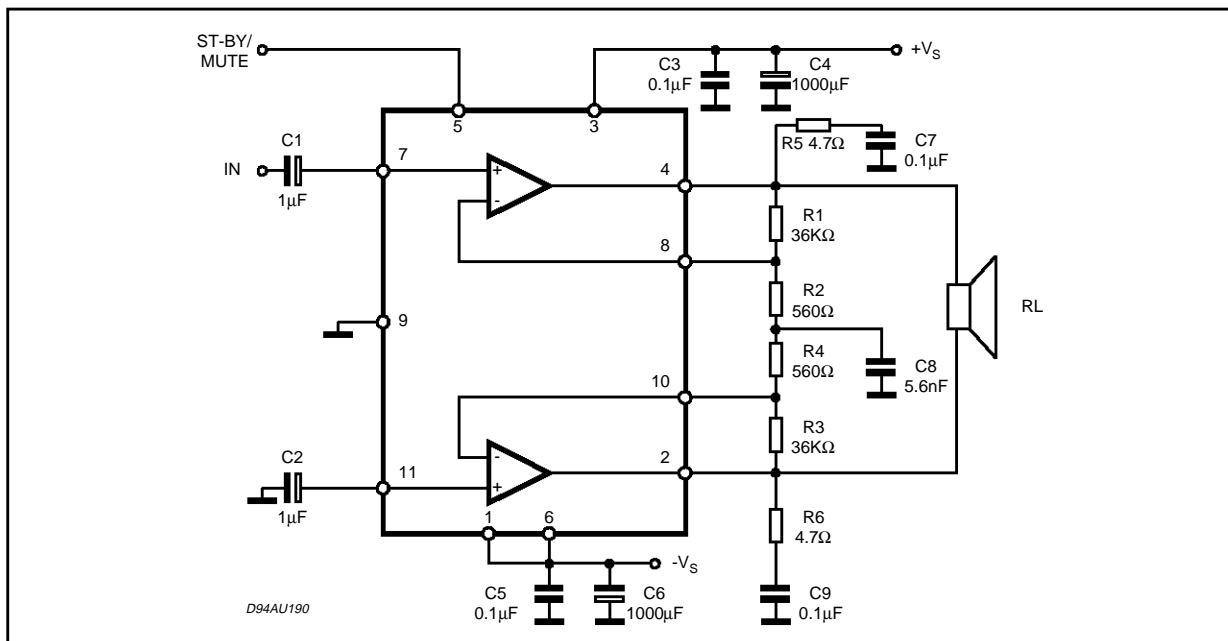 ST-BY/
MUTE
5
3
C3
0.1μF
C4
1000μF
+VS
R5 4.7Ω
C7
0.1μF
IN
C1
1μF
7
+
-
4
8
R1
36KΩ
R2
560Ω
9
R4
560Ω
C8
5.6nF
RL
10
R3
36KΩ
C2
1μF
11
-
+
2
1
6
R6
4.7Ω
-VS
C5
0.1μF
C6
1000μF
C9
0.1μF
D94AU190